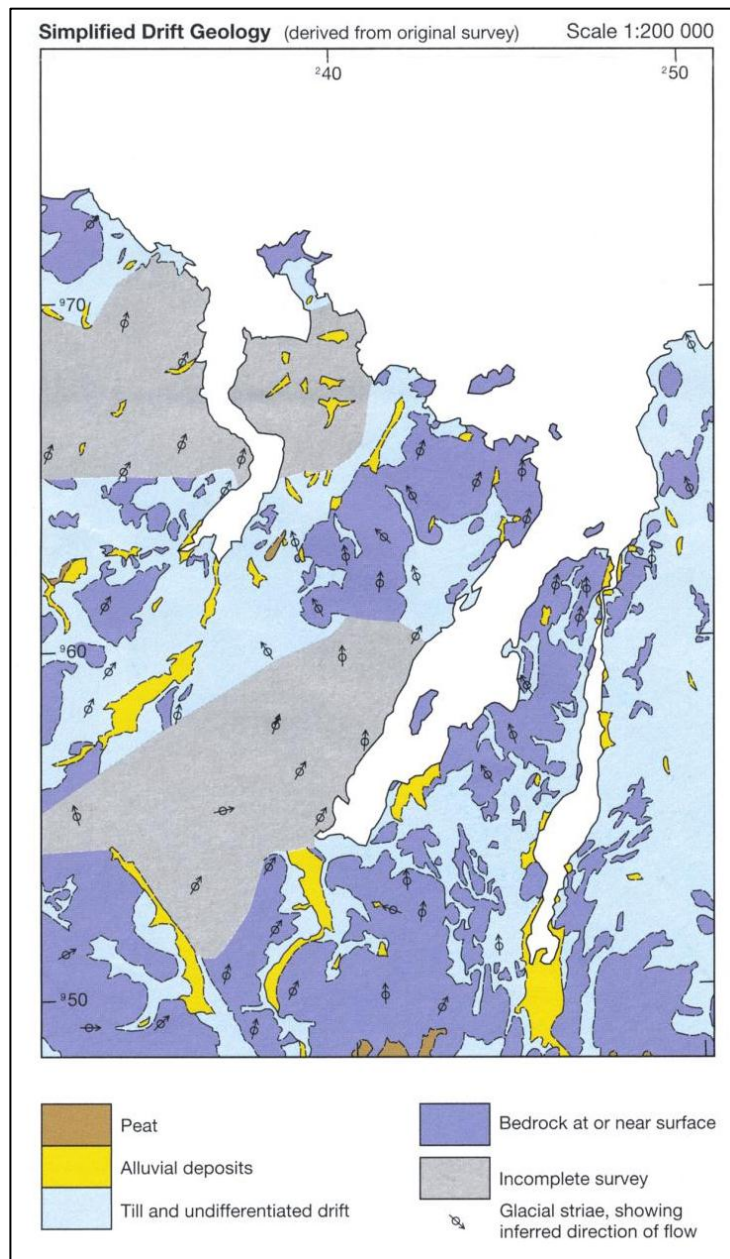 Simplified Drift Geology (derived from original survey) Scale 1:200 000
²40 ²50
⁹70
⁹60
⁹50
Peat
Alluvial deposits
Till and undifferentiated drift
Bedrock at or near surface
Incomplete survey
Glacial striae, showing
inferred direction of flow